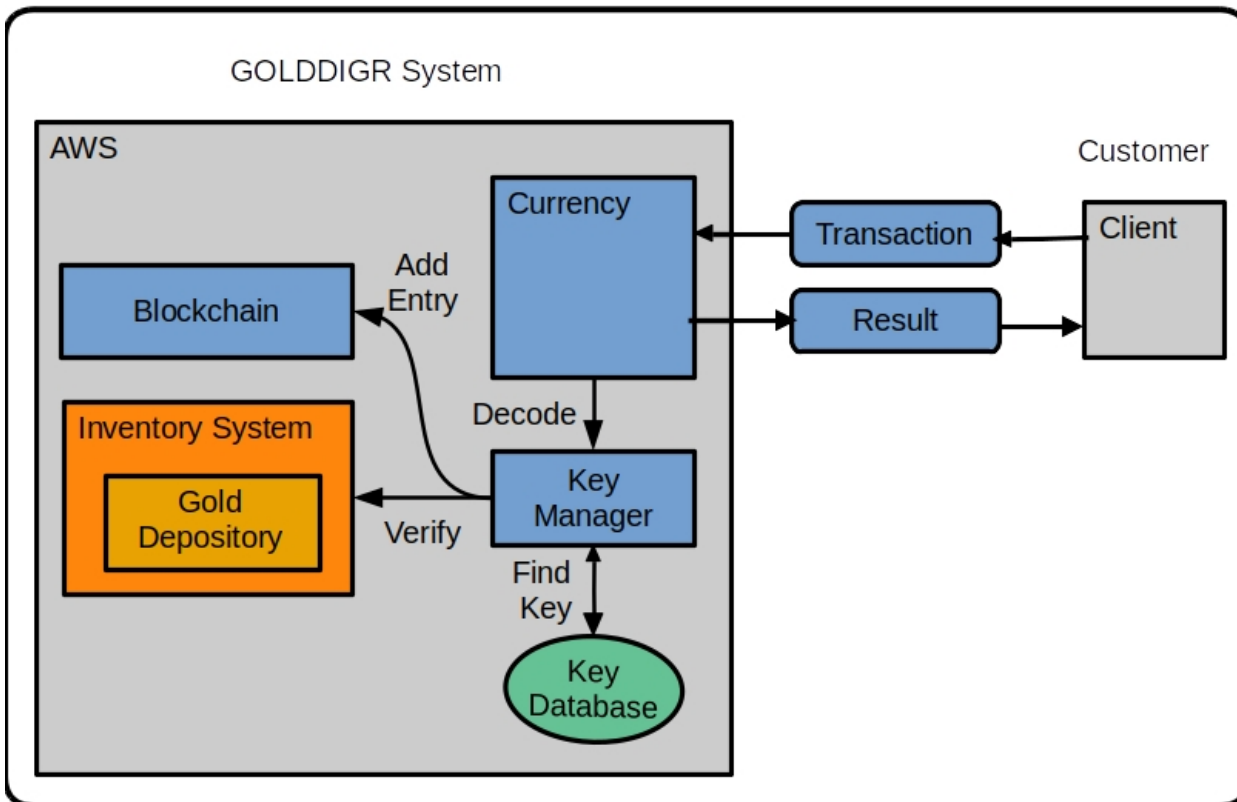 GOLDDIGR System
AWS
Customer
Currency
Transaction
Client
Add
Entry
Blockchain
Result
Decode
Inventory System
Gold
Depository
Verify
Key
Manager
Find
Key
Key
Database